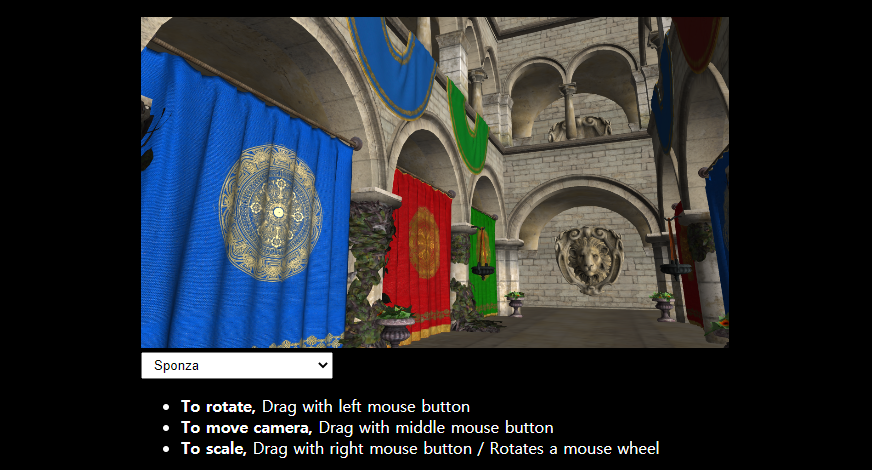 Sponza
To rotate, Drag with left mouse button
To move camera, Drag with middle mouse button
To scale, Drag with right mouse button / Rotates a mouse wheel